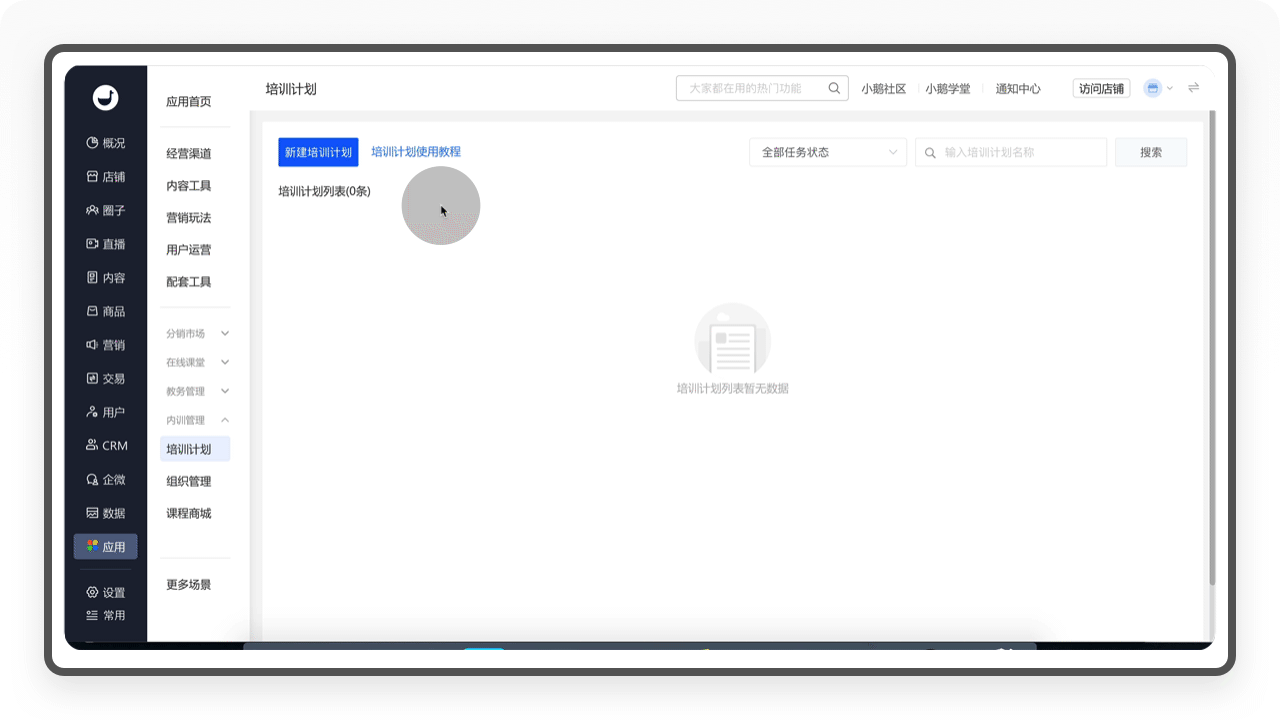 概况
店铺
圈子
直播
内容
商品
营销
交易
用户
CRM
企微
数据
应用
设置
常用
应用首页
经营渠道
内容工具
营销玩法
用户运营
配套工具
分销市场
在线课堂
教务管理
内训管理
培训计划
组织管理
课程商城
更多场景
培训计划
大家都在用的热门功能
小鹅社区
小鹅学堂
通知中心
访问店铺
新建培训计划
培训计划使用教程
全部任务状态
输入培训计划名称
搜索
培训计划列表(0条)
培训计划列表暂无数据